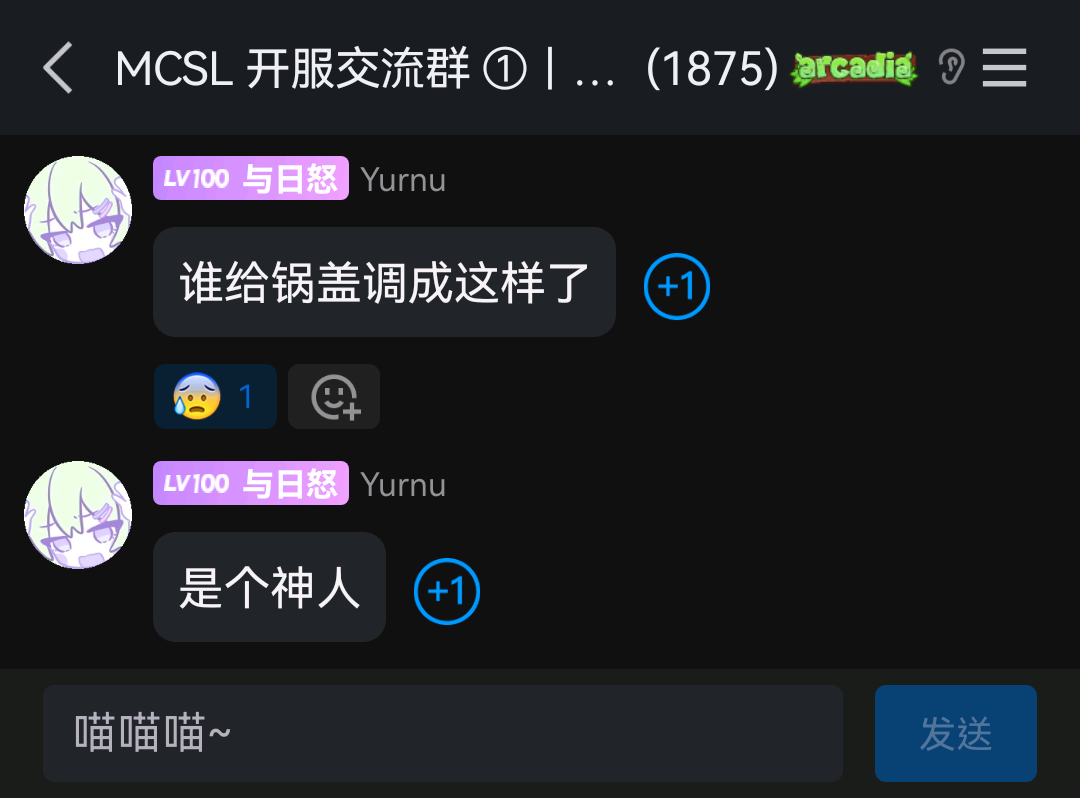 MCSL 开服交流群 ①丨... (1875) arcadia
LV100 与日怒 Yurnu
谁给锅盖调成这样了
+1
1
LV100 与日怒 Yurnu
是个神人
+1
喵喵喵~
发送